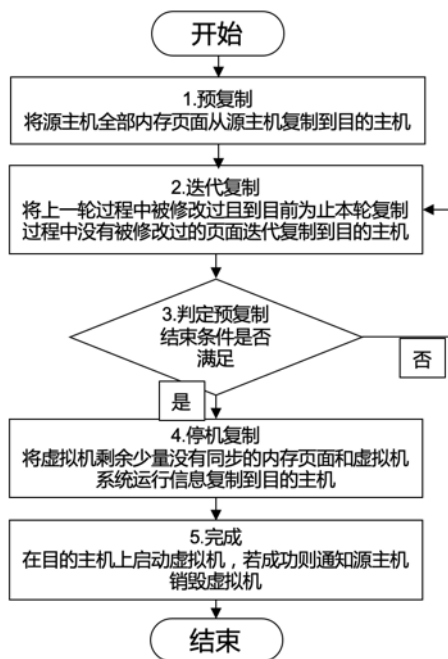 开始
1.预复制
将源主机全部内存页面从源主机复制到目的主机
2.迭代复制
将上一轮过程中被修改过且到目前为止本轮复制
过程中没有被修改过的页面迭代复制到目的主机
3.判定预复制
结束条件是否
满足
否
是
4.停机复制
将虚拟机剩余少量没有同步的内存页面和虚拟机
系统运行信息复制到目的主机
5.完成
在目的主机上启动虚拟机，若成功则通知源主机
销毁虚拟机
结束